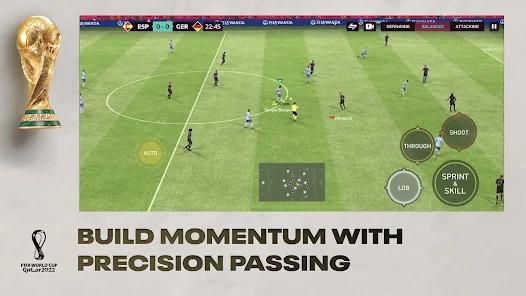 ESP 0-0 GER 22:45
DEFENDING BALANCED ATTACKING
SHOOT
THROUGH
AUTO
LOB
SPRINT
& SKILL
BUILD MOMENTUM WITH
PRECISION PASSING
FIFA WORLD CUP
Qatar2022